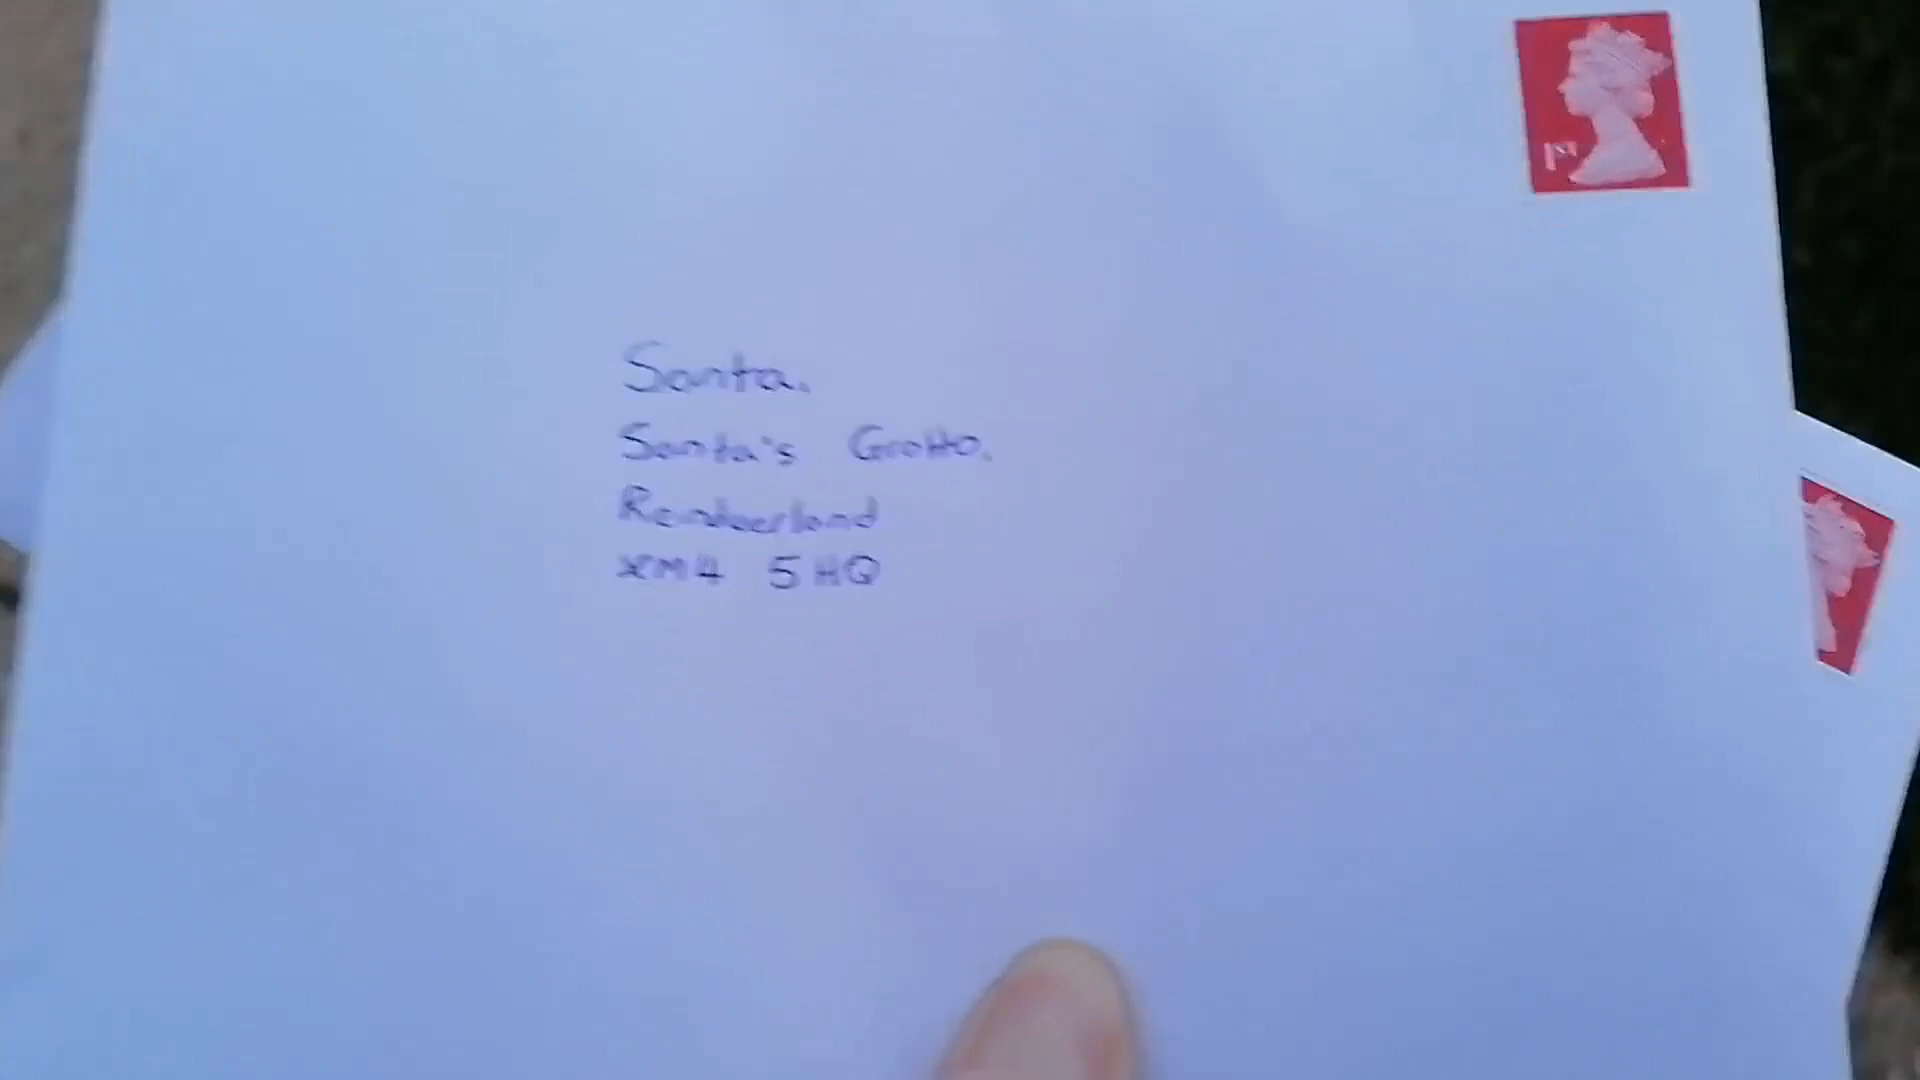 1st
Santa.
Santa's Grotto,
Reindeerland
XM4 5HQ